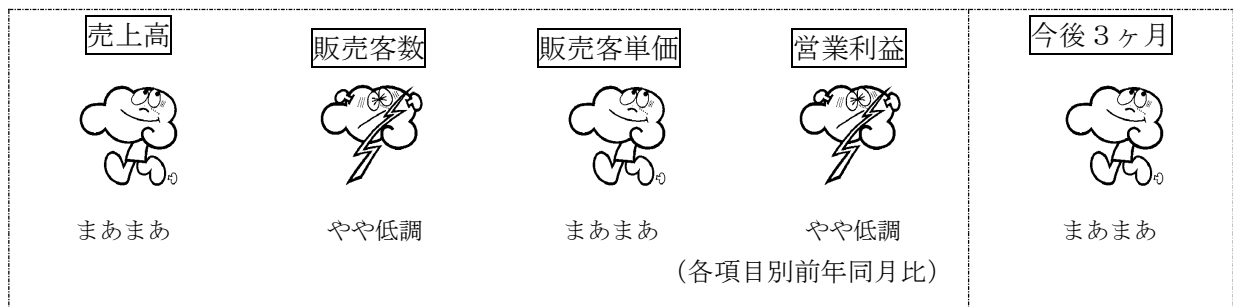 売上高 販売客数 販売客単価 営業利益 今後３ヶ月
まあまあ やや低調 まあまあ やや低調 まあまあ
（各項目別前年同月比）